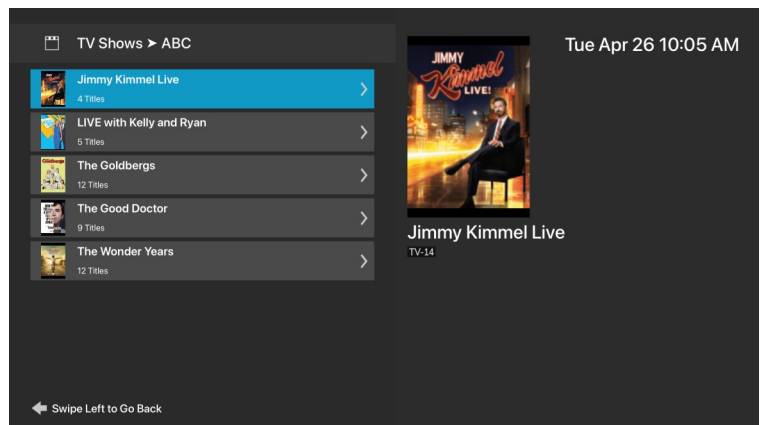 TV Shows ➤ ABC
Jimmy Kimmel Live
4 Titles
LIVE with Kelly and Ryan
5 Titles
The Goldbergs
12 Titles
The Good Doctor
9 Titles
The Wonder Years
12 Titles
Swipe Left to Go Back
Tue Apr 26 10:05 AM
JIMMY
Kimmel
LIVE!
Jimmy Kimmel Live
TV-14